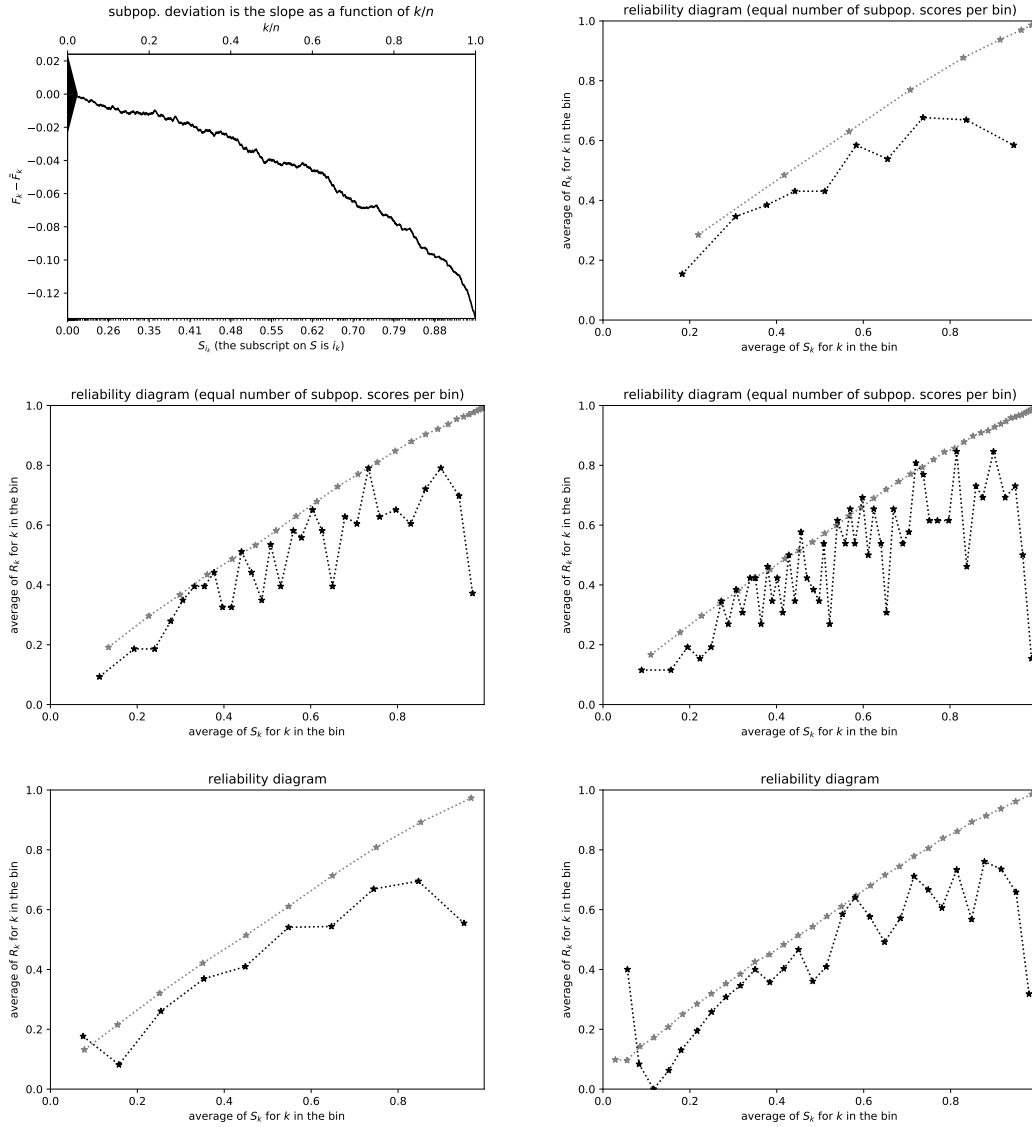 subpop. deviation is the slope as a function of k/n
k/n
0.0 0.2 0.4 0.6 0.8 1.0
0.02
0.00
−0.02
−0.04
−0.06
−0.08
−0.10
−0.12
F_k − F̃_k
0.00 0.26 0.35 0.41 0.48 0.55 0.62 0.70 0.79 0.88
S_{i_k} (the subscript on S is i_k)
reliability diagram (equal number of subpop. scores per bin)
1.0
0.8
0.6
0.4
0.2
0.0
average of R_k for k in the bin
0.0 0.2 0.4 0.6 0.8
average of S_k for k in the bin
reliability diagram (equal number of subpop. scores per bin)
1.0
0.8
0.6
0.4
0.2
0.0
average of R_k for k in the bin
0.0 0.2 0.4 0.6 0.8
average of S_k for k in the bin
reliability diagram (equal number of subpop. scores per bin)
1.0
0.8
0.6
0.4
0.2
0.0
average of R_k for k in the bin
0.0 0.2 0.4 0.6 0.8
average of S_k for k in the bin
reliability diagram
1.0
0.8
0.6
0.4
0.2
0.0
average of R_k for k in the bin
0.0 0.2 0.4 0.6 0.8
average of S_k for k in the bin
reliability diagram
1.0
0.8
0.6
0.4
0.2
0.0
average of R_k for k in the bin
0.0 0.2 0.4 0.6 0.8
average of S_k for k in the bin